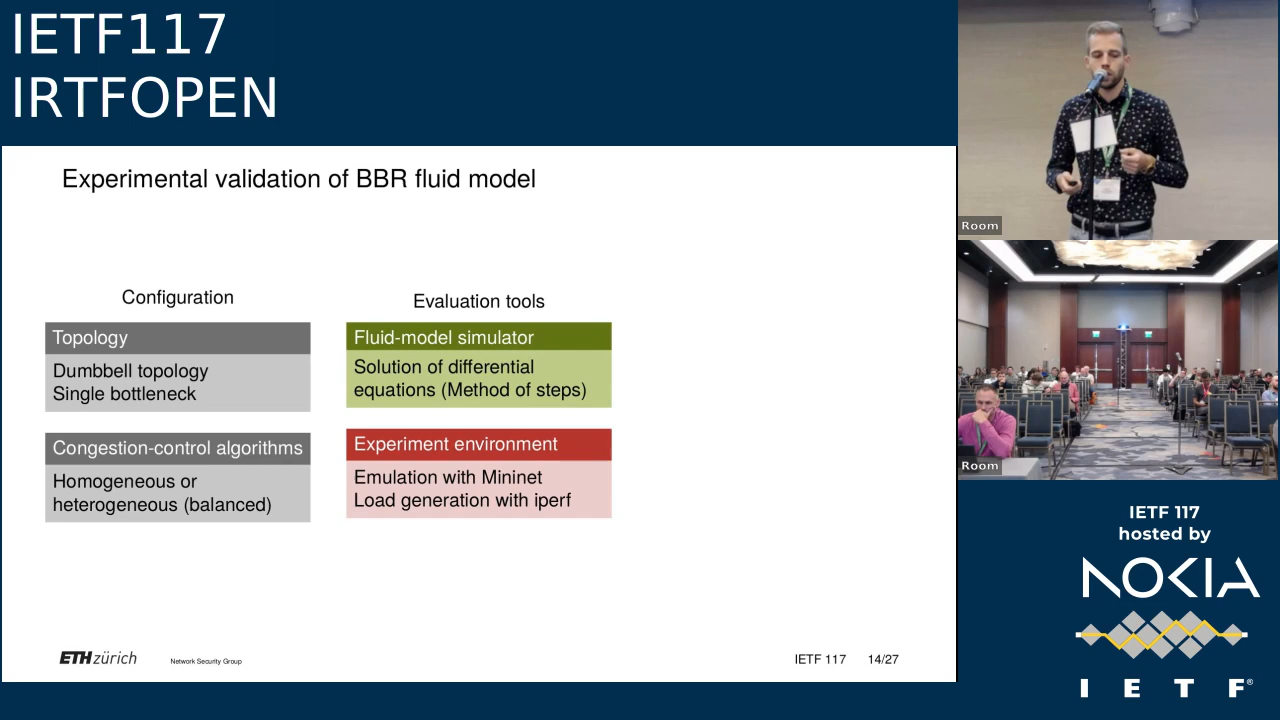 IETF117
IRTFOPEN
Experimental validation of BBR fluid model
Configuration
Topology
Dumbbell topology
Single bottleneck
Congestion-control algorithms
Homogeneous or
heterogeneous (balanced)
Evaluation tools
Fluid-model simulator
Solution of differential
equations (Method of steps)
Experiment environment
Emulation with Mininet
Load generation with iperf
ETH zürich
Network Security Group
IETF 117
14/27
Room
Room
IETF 117
hosted by
NOKIA
I E T F®